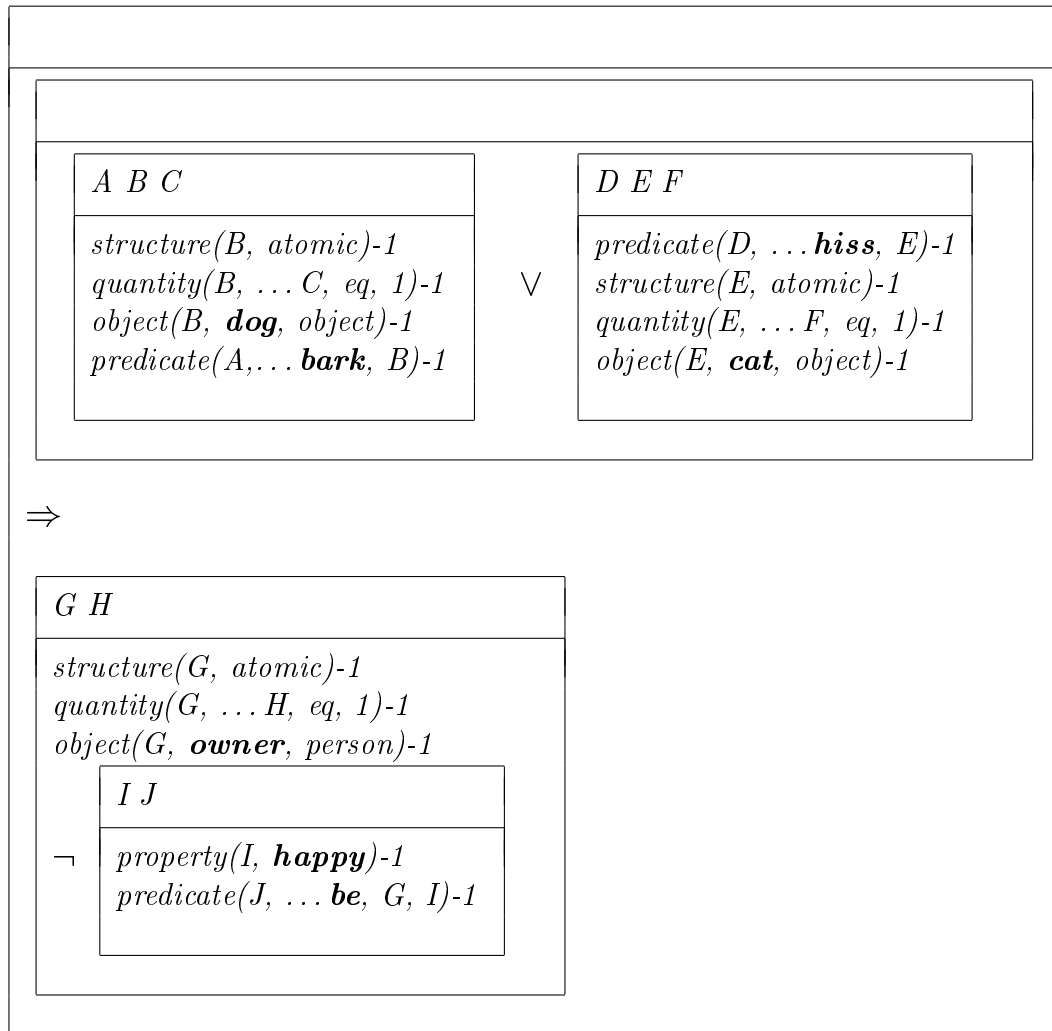 A B C
structure(B, atomic)-1
quantity(B, ... C, eq, 1)-1
object(B, dog, object)-1
predicate(A,... bark, B)-1
∨
D E F
predicate(D, ...hiss, E)-1
structure(E, atomic)-1
quantity(E, ... F, eq, 1)-1
object(E, cat, object)-1
⇒
G H
structure(G, atomic)-1
quantity(G, ... H, eq, 1)-1
object(G, owner, person)-1
¬
I J
property(I, happy)-1
predicate(J, ... be, G, I)-1